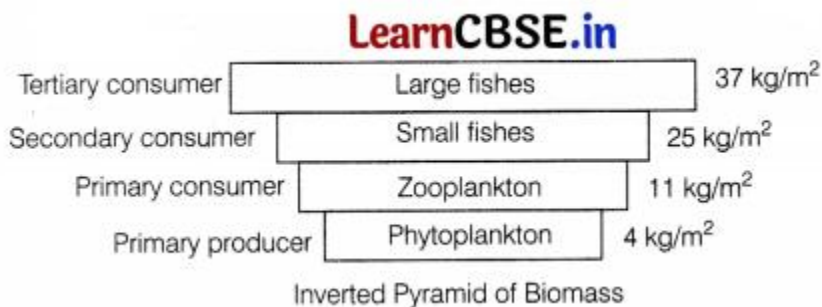 LearnCBSE.in
Tertiary consumer Large fishes 37 kg/m²
Secondary consumer Small fishes 25 kg/m²
Primary consumer Zooplankton 11 kg/m²
Primary producer Phytoplankton 4 kg/m²
Inverted Pyramid of Biomass